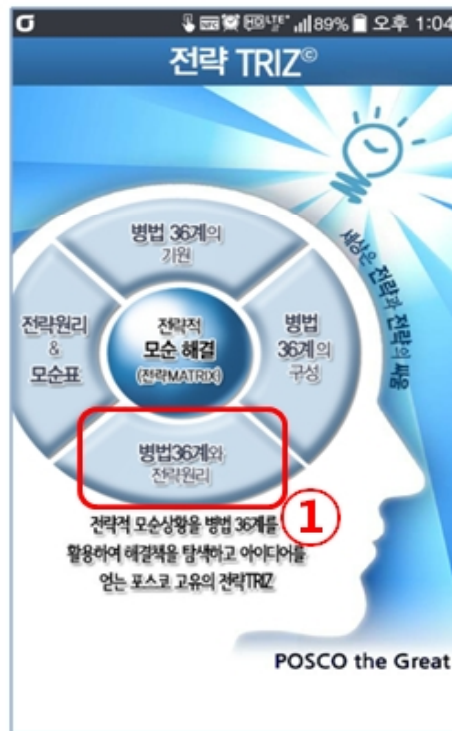 89% 오후 1:04
전략 TRIZ©
세상은 전략과 전략의 싸움
병법 36계의
기원
전략원리
&
모순표
전략적
모순 해결
(전략MATRIX)
병법
36계의
구성
병법36계와
전략원리
①
전략적 모순상황을 병법 36계를
활용하여 해결책을 탐색하고 아이디어를
얻는 포스코 고유의 전략TRIZ
POSCO the Great